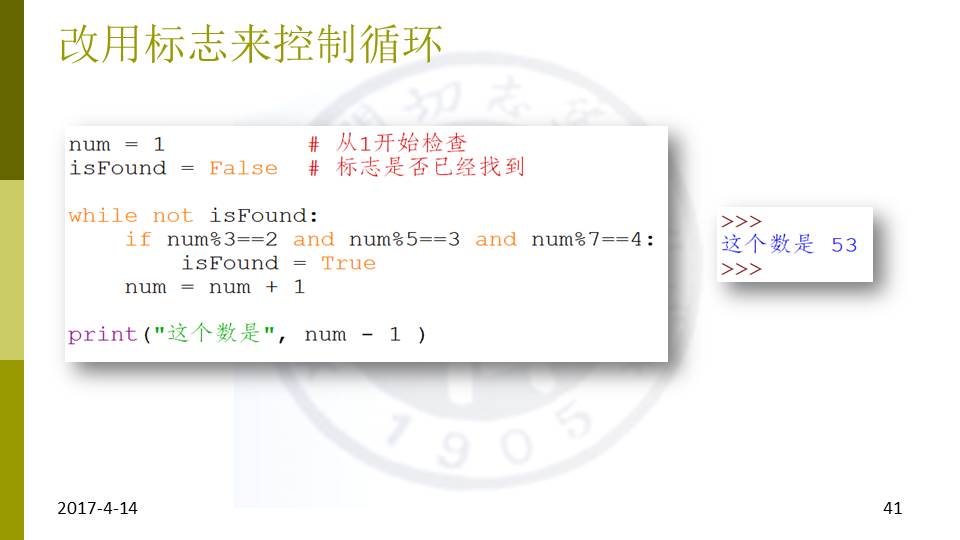 改用标志来控制循环
num = 1            # 从1开始检查
isFound = False  # 标志是否已经找到
while not isFound:
    if num%3==2 and num%5==3 and num%7==4:
        isFound = True
    num = num + 1
print("这个数是", num - 1 )
>>>
这个数是 53
>>>
1905
2017-4-14
41